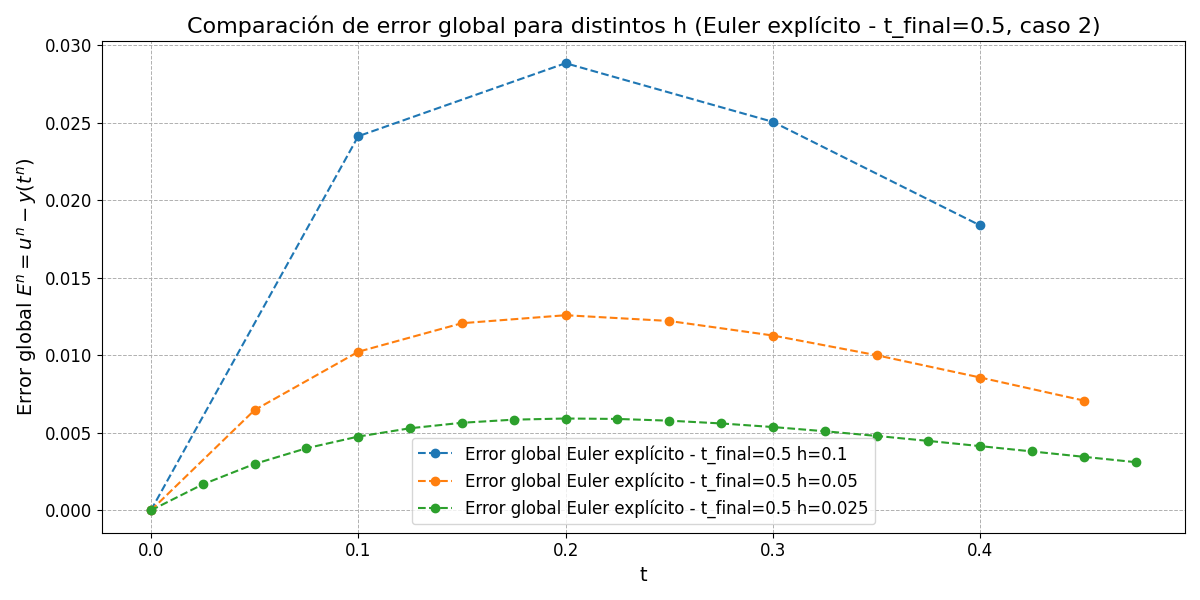 Comparación de error global para distintos h (Euler explícito - t_final=0.5, caso 2)
Error global $E^n = u^n - y(t^n)$
0.030
0.025
0.020
0.015
0.010
0.005
0.000
Error global Euler explícito - t_final=0.5 h=0.1
Error global Euler explícito - t_final=0.5 h=0.05
Error global Euler explícito - t_final=0.5 h=0.025
0.0 0.1 0.2 0.3 0.4
t